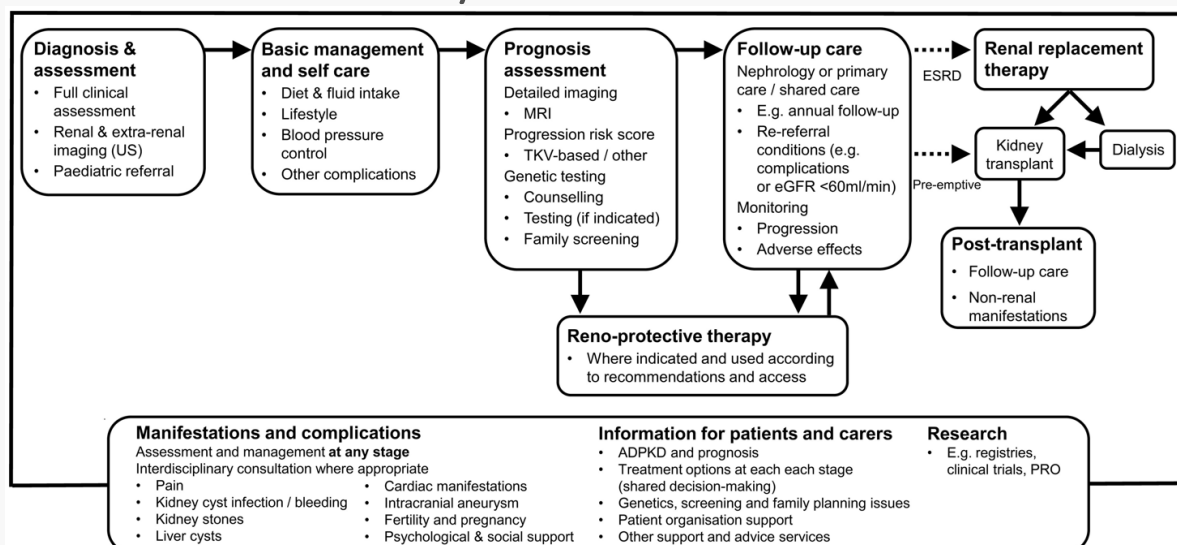 Diagnosis &
assessment
• Full clinical
assessment
• Renal & extra-renal
imaging (US)
• Paediatric referral
Basic management
and self care
• Diet & fluid intake
• Lifestyle
• Blood pressure
control
• Other complications
Prognosis
assessment
Detailed imaging
• MRI
Progression risk score
• TKV-based / other
Genetic testing
• Counselling
• Testing (if indicated)
• Family screening
Follow-up care
Nephrology or primary
care / shared care
• E.g. annual follow-up
• Re-referral
conditions (e.g.
complications
or eGFR <60ml/min)
Monitoring
• Progression
• Adverse effects
ESRD
Pre-emptive
Renal replacement
therapy
Kidney
transplant
Dialysis
Post-transplant
• Follow-up care
• Non-renal
manifestations
Reno-protective therapy
• Where indicated and used according
to recommendations and access
Manifestations and complications
Assessment and management at any stage
Interdisciplinary consultation where appropriate
• Pain
• Kidney cyst infection / bleeding
• Kidney stones
• Liver cysts
• Cardiac manifestations
• Intracranial aneurysm
• Fertility and pregnancy
• Psychological & social support
Information for patients and carers
• ADPKD and prognosis
• Treatment options at each each stage
(shared decision-making)
• Genetics, screening and family planning issues
• Patient organisation support
• Other support and advice services
Research
• E.g. registries,
clinical trials, PRO